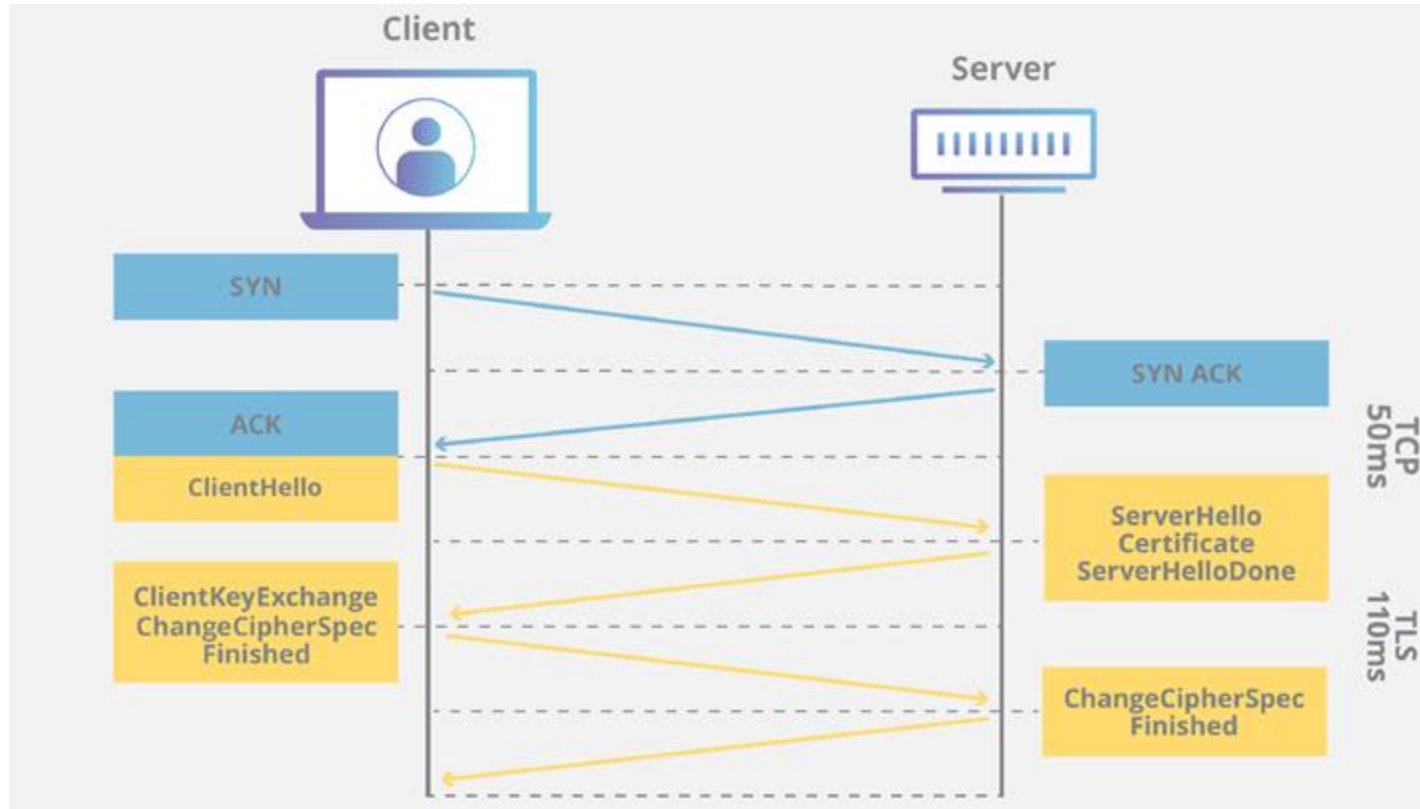 Client
Server
SYN
SYN ACK
ACK
ClientHello
TCP
50ms
ServerHello
Certificate
ServerHelloDone
ClientKeyExchange
ChangeCipherSpec
Finished
TLS
110ms
ChangeCipherSpec
Finished